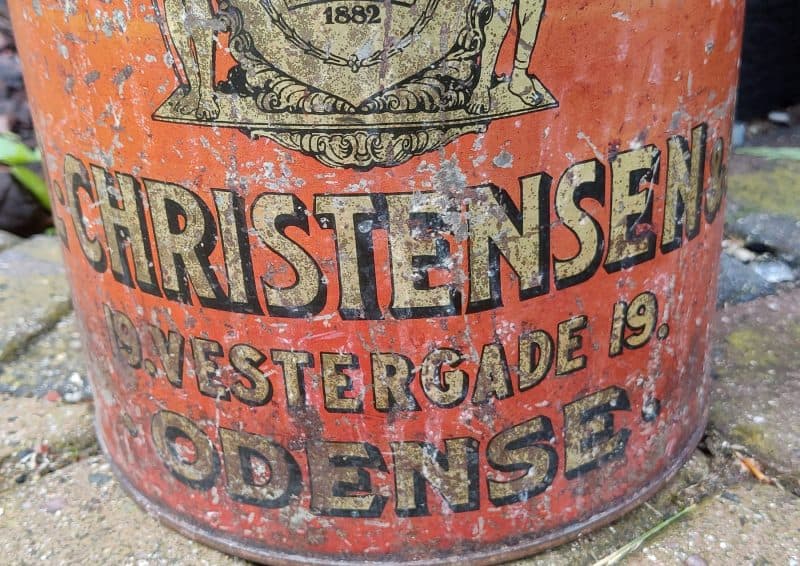 1882
CHRISTENSEN &
19. VESTERGADE 19.
ODENSE